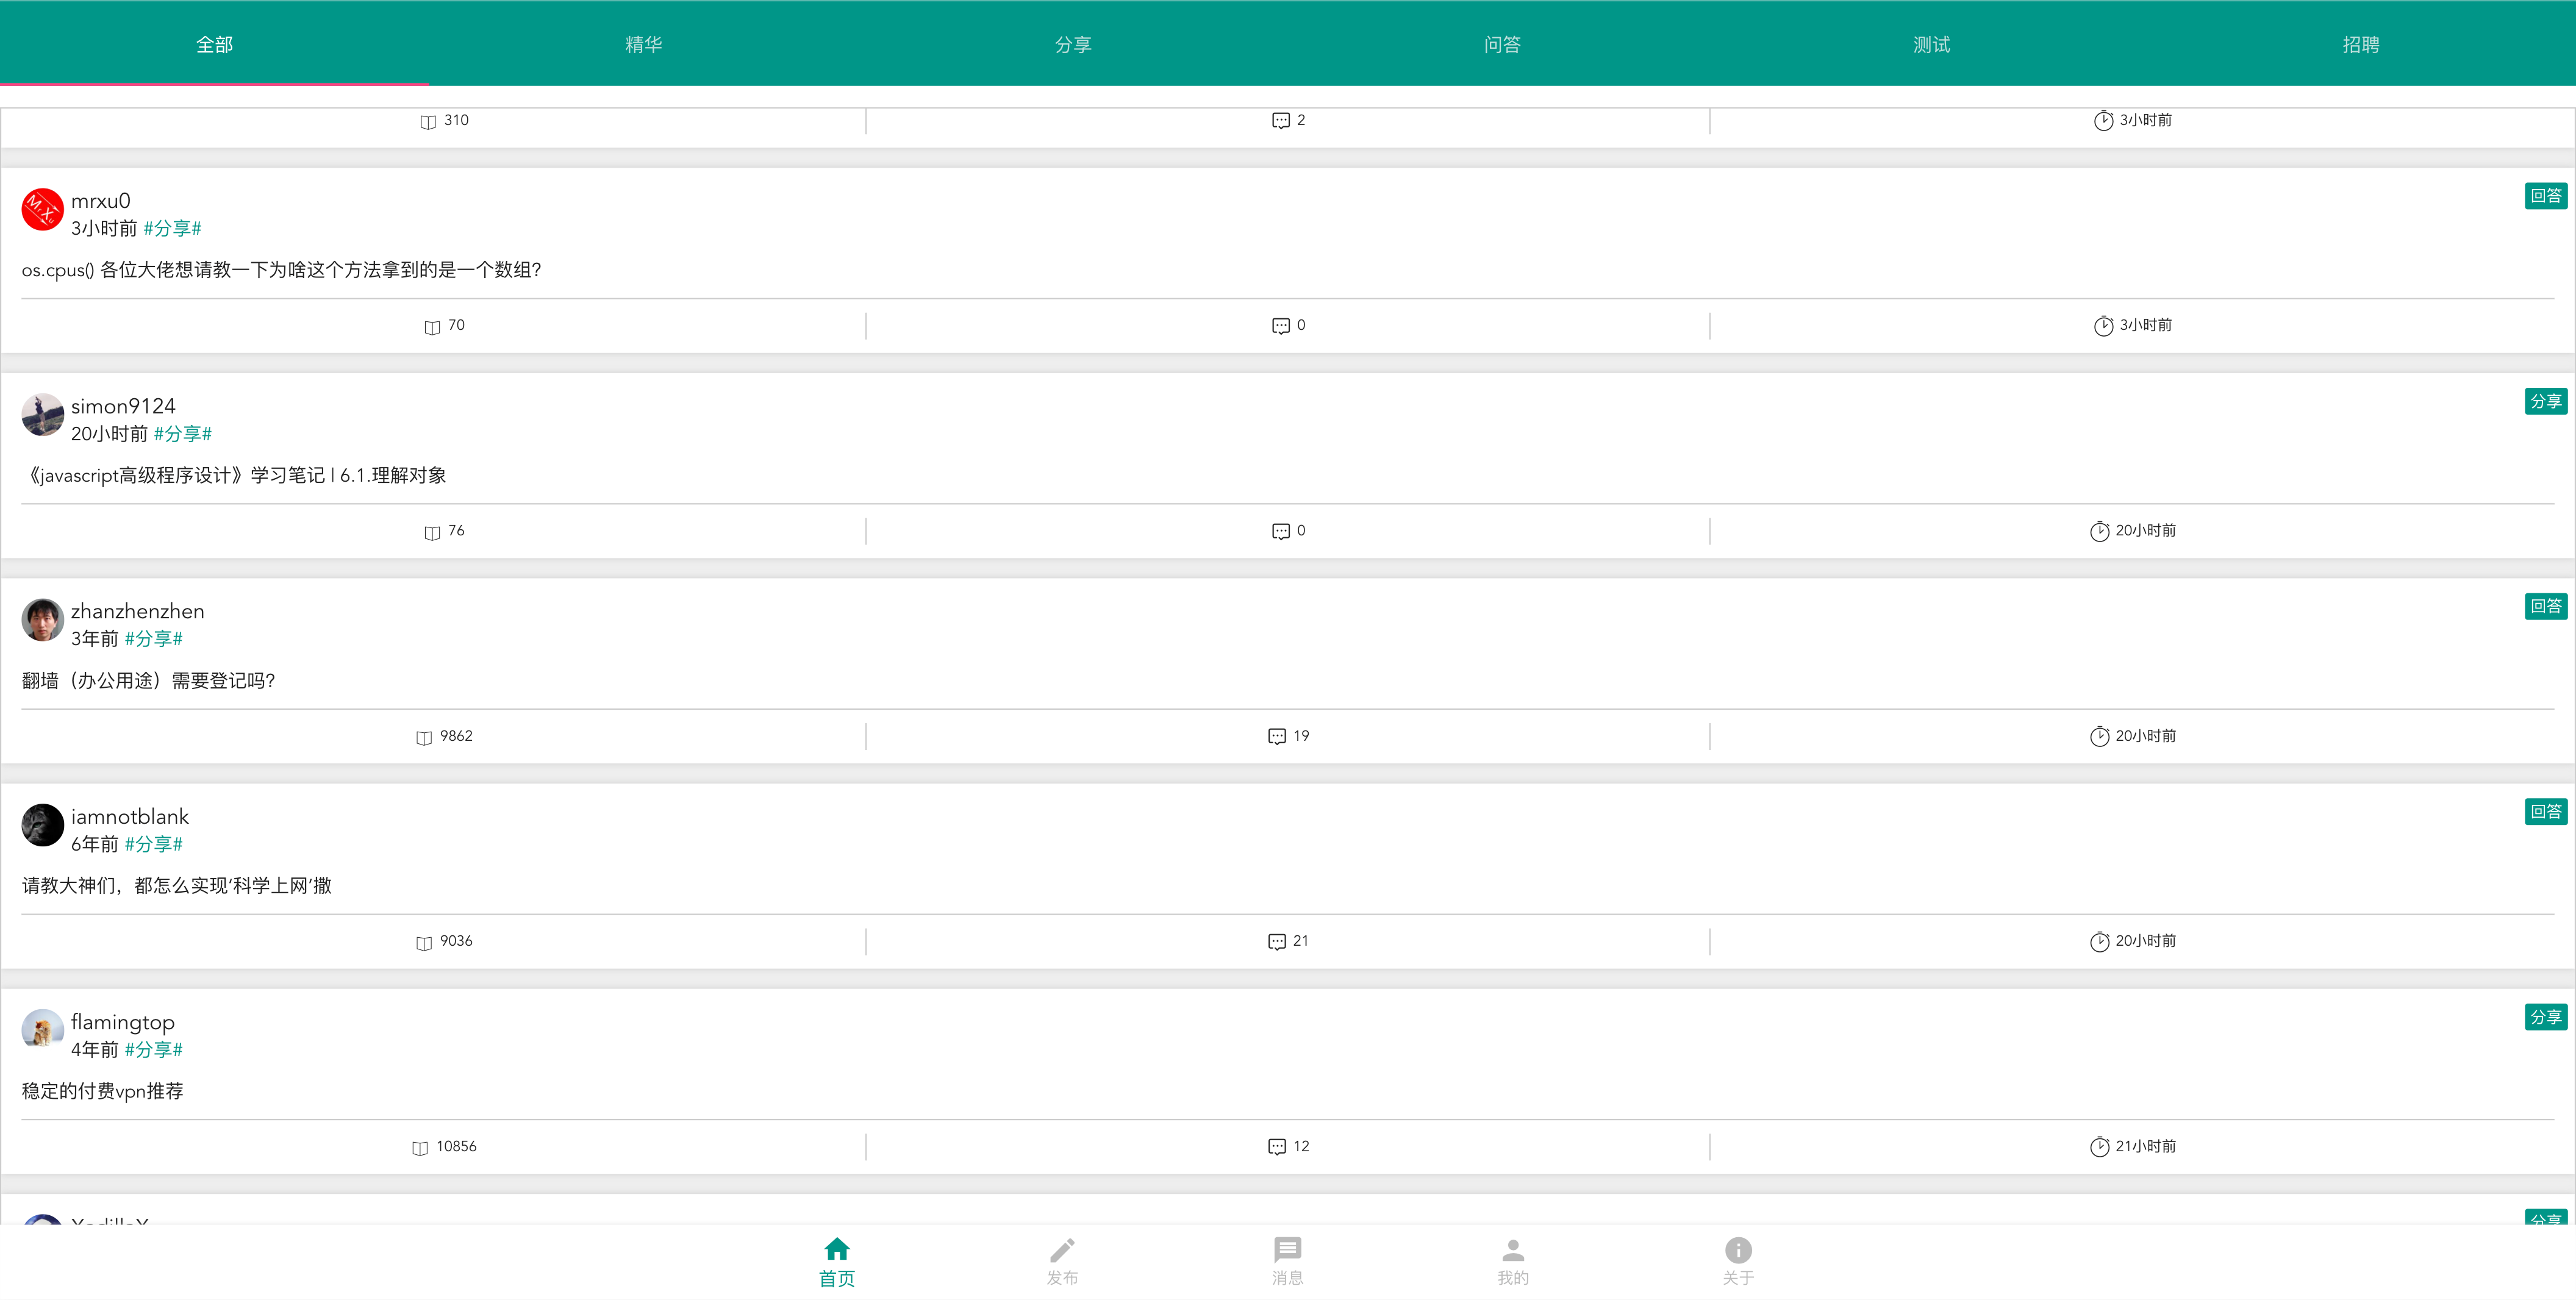 全部 精华 分享 问答 测试 招聘
310 2 3小时前
mrxu0 回答
3小时前 #分享#
os.cpus() 各位大佬想请教一下为啥这个方法拿到的是一个数组?
70 0 3小时前
simon9124 分享
20小时前 #分享#
《javascript高级程序设计》学习笔记 | 6.1.理解对象
76 0 20小时前
zhanzhenzhen 回答
3年前 #分享#
翻墙（办公用途）需要登记吗?
9862 19 20小时前
iamnotblank 回答
6年前 #分享#
请教大神们，都怎么实现‘科学上网’撒
9036 21 20小时前
flamingtop 分享
4年前 #分享#
稳定的付费vpn推荐
10856 12 21小时前
分享
首页 发布 消息 我的 关于